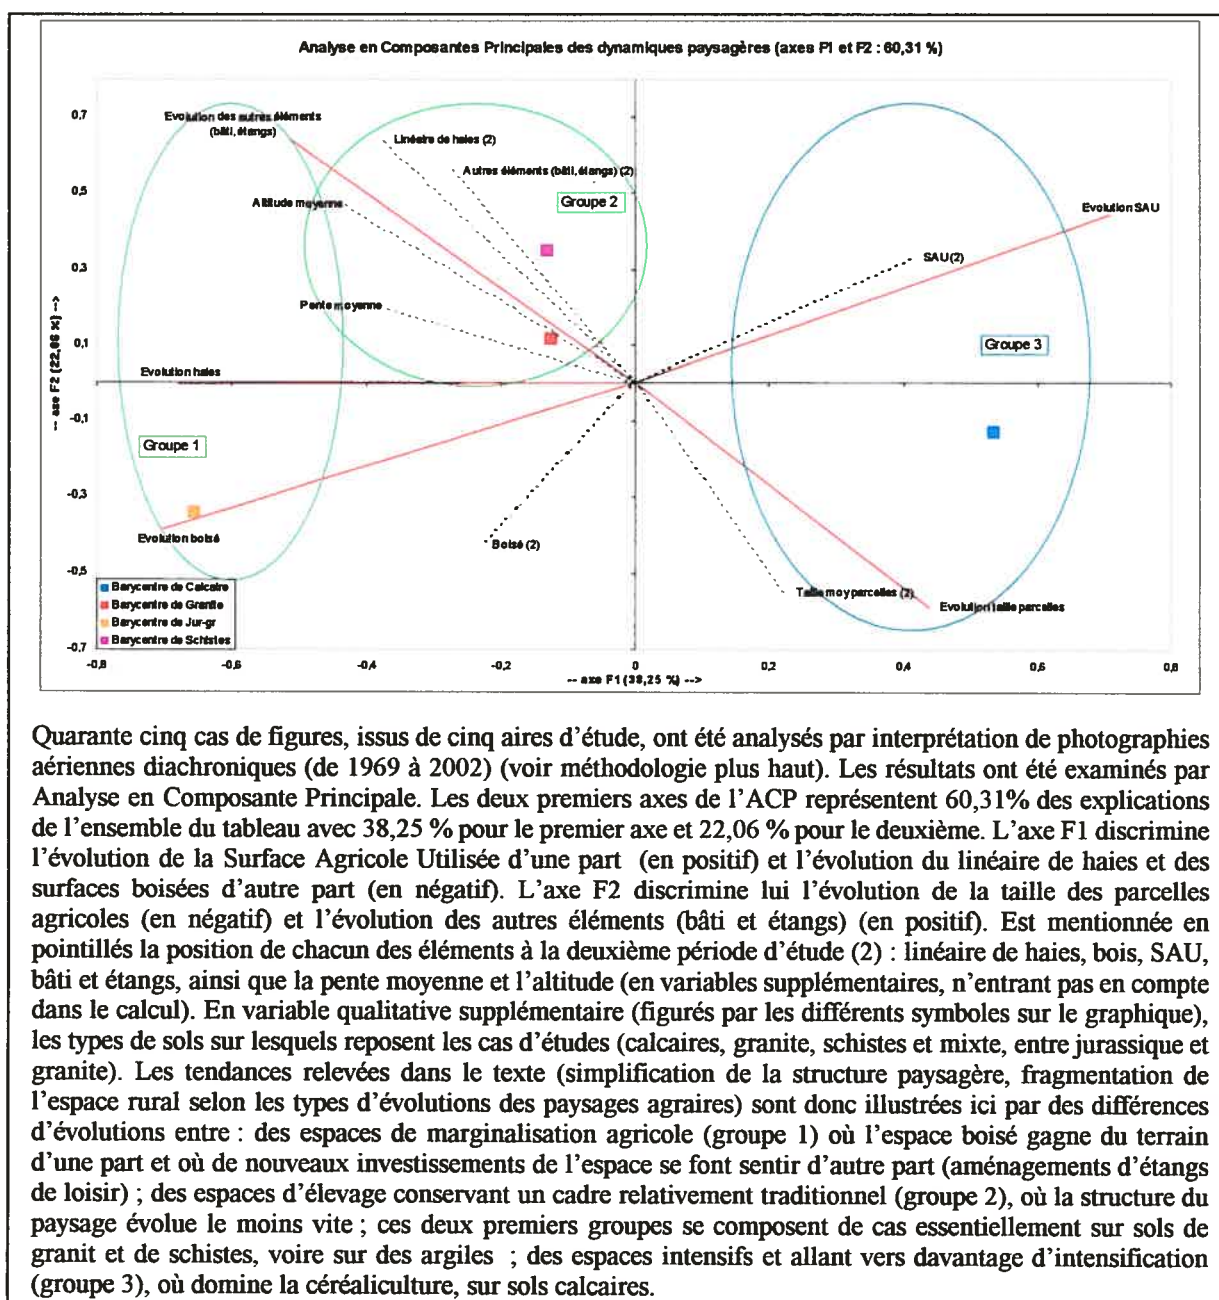 Analyse en Composantes Principales des dynamiques paysagères (axes F1 et F2 : 60,31 %)
0,7
Evolution des autres éléments
(bâti, étangs)
Linéaire de haies (2)
Autres éléments (bâti, étangs) (2)
0,5
Altitude moyenne
Groupe 2
Evolution SAU
0,3
SAU (2)
Pente moyenne
0,1
Groupe 3
Evolution haies
-- axe F2 (22,06 %) -->
-0,1
Groupe 1
-0,3
Evolution boisé
Boisé (2)
-0,5
Taille moy parcelles (2)
Evolution taille parcelles
Barycentre de Calcaire
Barycentre de Granite
Barycentre de Jur-gr
Barycentre de Schistes
-0,7
-0,8
-0,6
-0,4
-0,2
0
0,2
0,4
0,6
0,8
-- axe F1 (38,25 %) -->
Quarante cinq cas de figures, issus de cinq aires d'étude, ont été analysés par interprétation de photographies
aériennes diachroniques (de 1969 à 2002) (voir méthodologie plus haut). Les résultats ont été examinés par
Analyse en Composante Principale. Les deux premiers axes de l'ACP représentent 60,31% des explications
de l'ensemble du tableau avec 38,25 % pour le premier axe et 22,06 % pour le deuxième. L'axe F1 discrimine
l'évolution de la Surface Agricole Utilisée d'une part (en positif) et l'évolution du linéaire de haies et des
surfaces boisées d'autre part (en négatif). L'axe F2 discrimine lui l'évolution de la taille des parcelles
agricoles (en négatif) et l'évolution des autres éléments (bâti et étangs) (en positif). Est mentionnée en
pointillés la position de chacun des éléments à la deuxième période d'étude (2) : linéaire de haies, bois, SAU,
bâti et étangs, ainsi que la pente moyenne et l'altitude (en variables supplémentaires, n'entrant pas en compte
dans le calcul). En variable qualitative supplémentaire (figurés par les différents symboles sur le graphique),
les types de sols sur lesquels reposent les cas d'études (calcaires, granite, schistes et mixte, entre jurassique et
granite). Les tendances relevées dans le texte (simplification de la structure paysagère, fragmentation de
l'espace rural selon les types d'évolutions des paysages agraires) sont donc illustrées ici par des différences
d'évolutions entre : des espaces de marginalisation agricole (groupe 1) où l'espace boisé gagne du terrain
d'une part et où de nouveaux investissements de l'espace se font sentir d'autre part (aménagements d'étangs
de loisir) ; des espaces d'élevage conservant un cadre relativement traditionnel (groupe 2), où la structure du
paysage évolue le moins vite ; ces deux premiers groupes se composent de cas essentiellement sur sols de
granit et de schistes, voire sur des argiles ; des espaces intensifs et allant vers davantage d'intensification
(groupe 3), où domine la céréaliculture, sur sols calcaires.